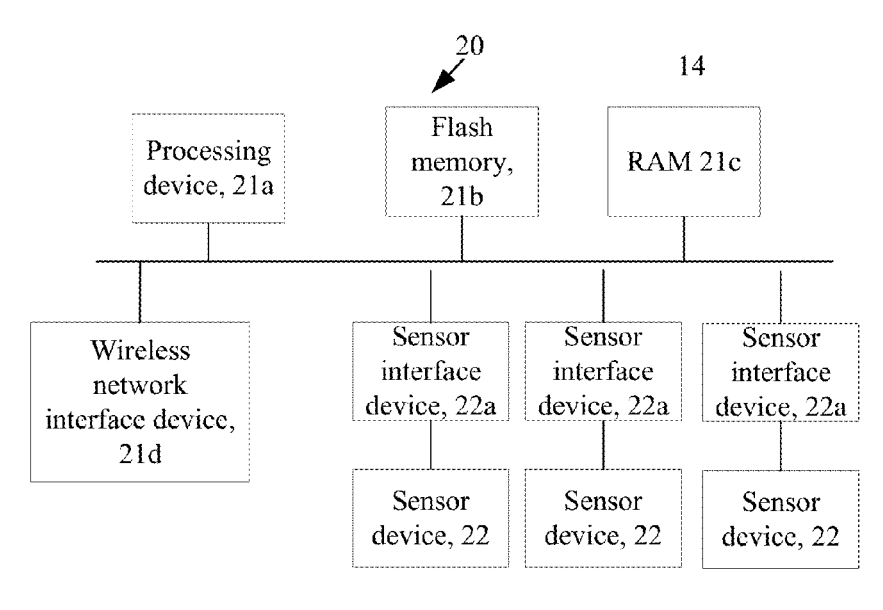 20
14
Processing
device, 21a
Flash
memory,
21b
RAM 21c
Wireless
network
interface device,
21d
Sensor
interface
device, 22a
Sensor
interface
device, 22a
Sensor
interface
device, 22a
Sensor
device, 22
Sensor
device, 22
Sensor
device, 22